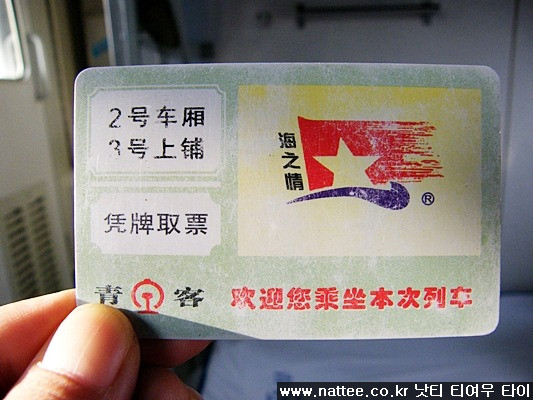 2号车厢
3号上铺
凭牌取票
海之情
®
青 客
欢迎您乘坐本次列车
www.nattee.co.kr 낫티 티여우 타이